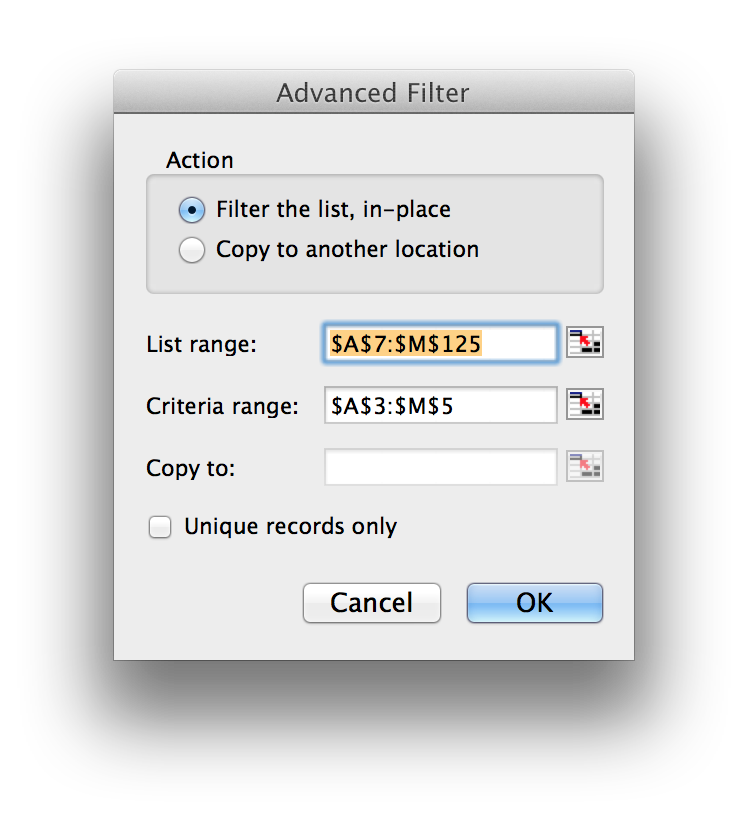 Advanced Filter
Action
Filter the list, in-place
Copy to another location
List range: $A$7:$M$125
Criteria range: $A$3:$M$5
Copy to:
Unique records only
Cancel OK